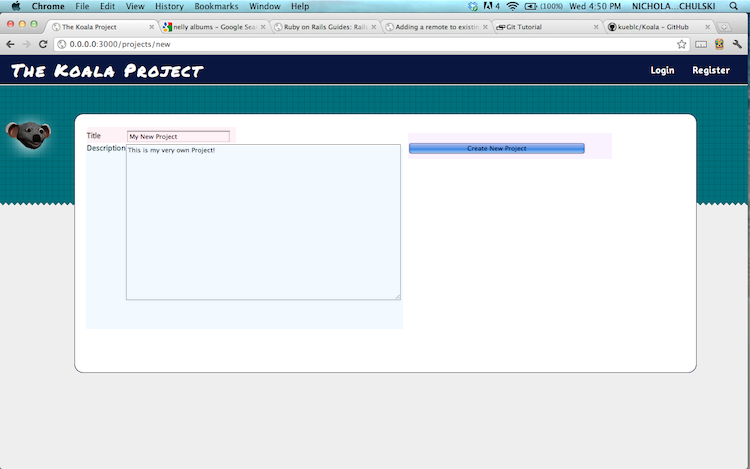 Chrome File Edit View History Bookmarks Window Help 4 (100%) Wed 4:50 PM NICHOLA...CHULSKI
The Koala Project nelly albums – Google Sea Ruby on Rails Guides: Rails Adding a remote to existin Git Tutorial kueblc/Koala – GitHub
0.0.0.0:3000/projects/new
The Koala Project Login Register
Title My New Project
Description This is my very own Project!
Create New Project